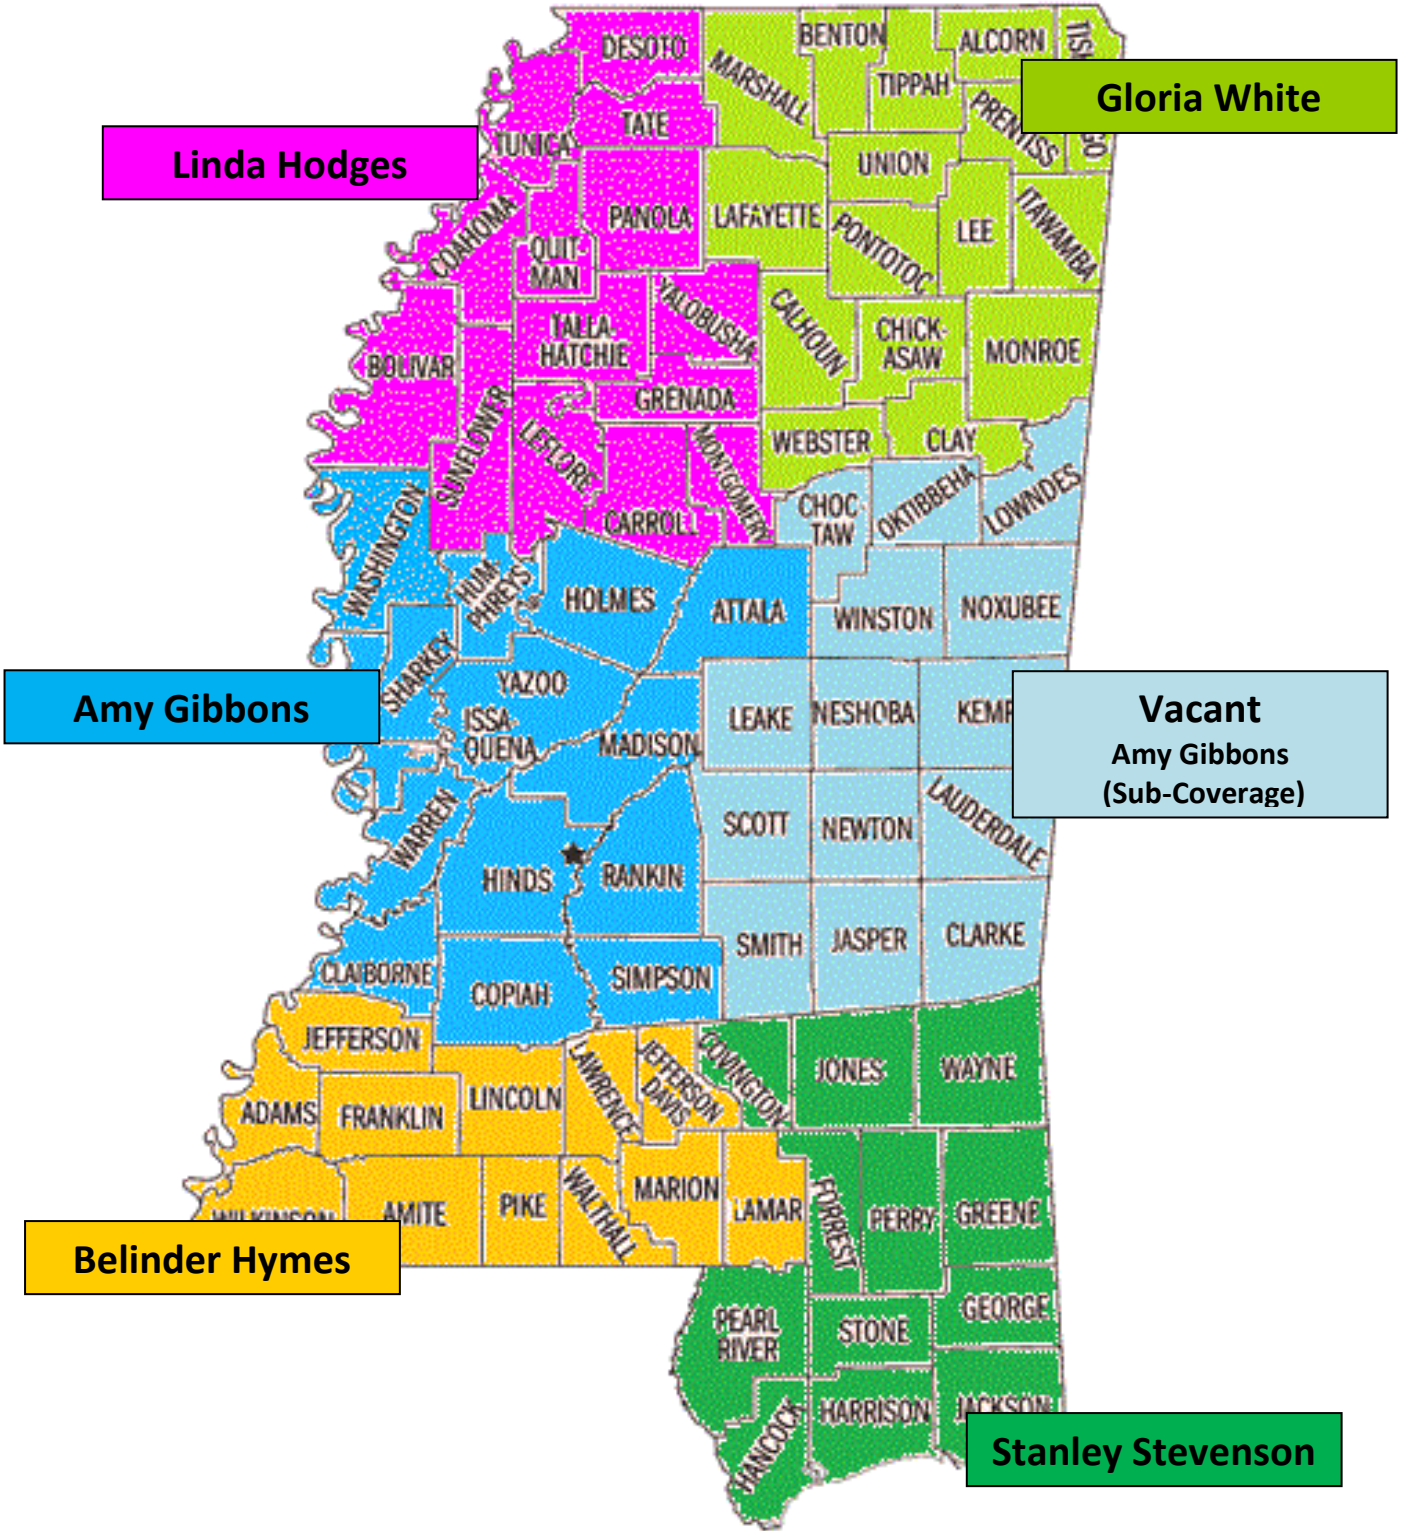 DESOTO
BENTON
ALCORN
MARSHALL
TIPPAH
Gloria White
PRENTISS
TATE
TUNICA
Linda Hodges
UNION
PANOLA
LAFAYETTE
PONTOTOC
LEE
ITAWAMBA
COAHOMA
QUIT-
MAN
YALOBUSHA
CALHOUN
CHICK-
ASAW
MONROE
TALLA-
HATCHIE
BOLIVAR
GRENADA
SUNFLOWER
LEFLORE
MONTGOMERY
WEBSTER
CLAY
CARROLL
CHOC
TAW
OKTIBBEHA
LOWNDES
WASHINGTON
HUM-
PHREYS
HOLMES
ATTALA
WINSTON
NOXUBEE
SHARKEY
YAZOO
Amy Gibbons
ISSA-
QUENA
MADISON
LEAKE
NESHOBA
KEMP
Vacant
Amy Gibbons
(Sub-Coverage)
WARREN
SCOTT
NEWTON
LAUDERDALE
HINDS
RANKIN
SMITH
JASPER
CLARKE
CLAIBORNE
COPIAH
SIMPSON
JEFFERSON
LAWRENCE
JEFFERSON
DAVIS
COVINGTON
JONES
WAYNE
ADAMS
FRANKLIN
LINCOLN
WILKINSON
AMITE
PIKE
WALTHALL
MARION
LAMAR
FORREST
PERRY
GREENE
Belinder Hymes
PEARL
RIVER
STONE
GEORGE
HANCOCK
HARRISON
JACKSON
Stanley Stevenson